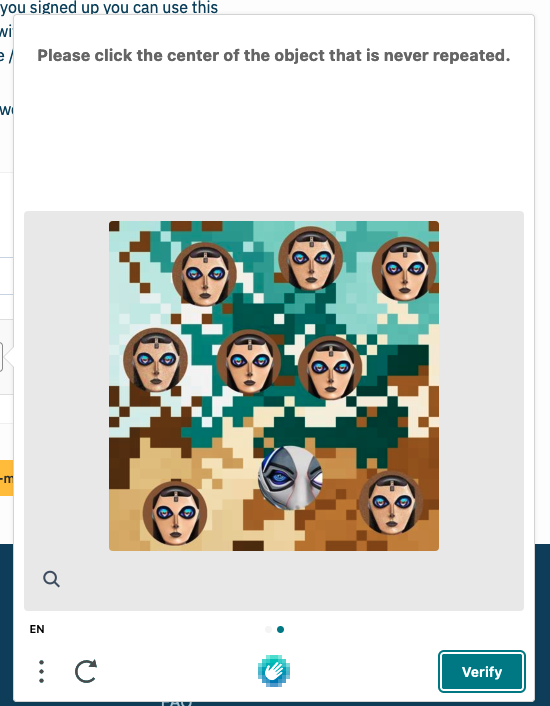 you signed up you can use this
wi
e /
Please click the center of the object that is never repeated.
we
-m
EN
Verify
FAQ